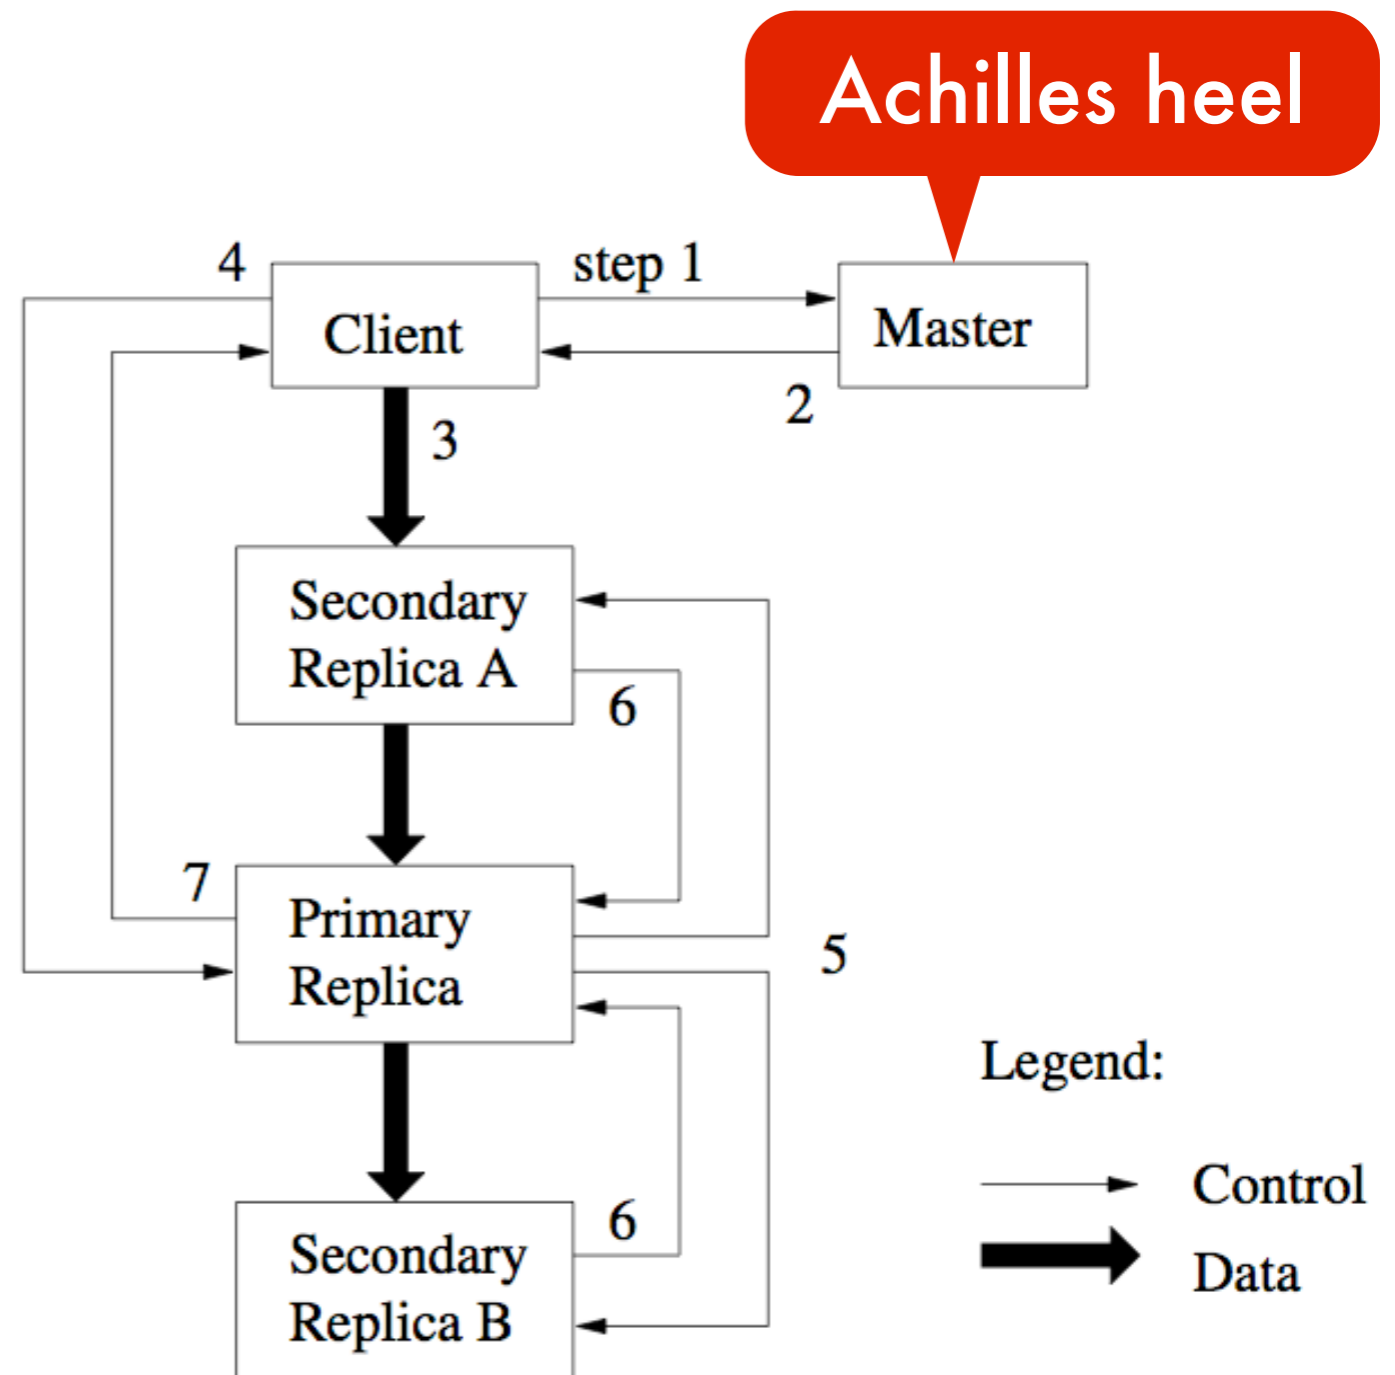 Achilles heel
4
step 1
Client
Master
2
3
Secondary
Replica A
6
7
Primary
Replica
5
Legend:
Control
6
Secondary
Replica B
Data